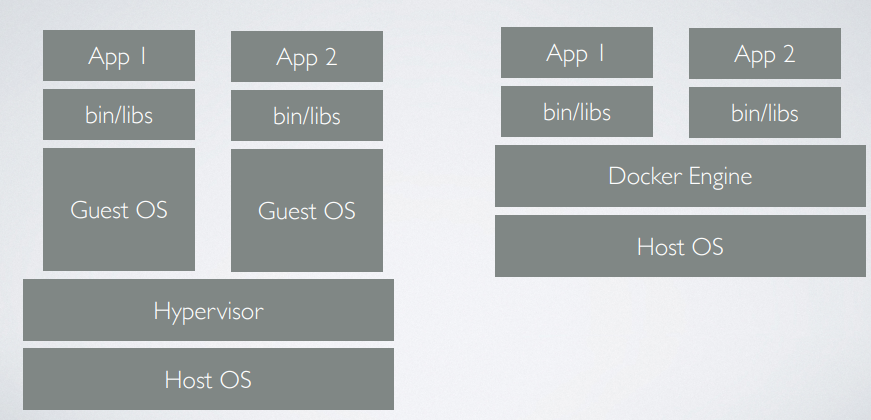 App 1
App 2
bin/libs
bin/libs
Guest OS
Guest OS
Hypervisor
Host OS
App 1
App 2
bin/libs
bin/libs
Docker Engine
Host OS